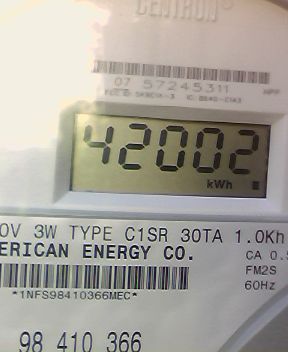 CENTRON
07 57245311
42002
kWh
0V 3W TYPE C1SR 30TA 1.0Kh
ERICAN ENERGY CO.
CA 0.5
FM2S
60Hz
*1NFS98410366MEC*
98 410 366